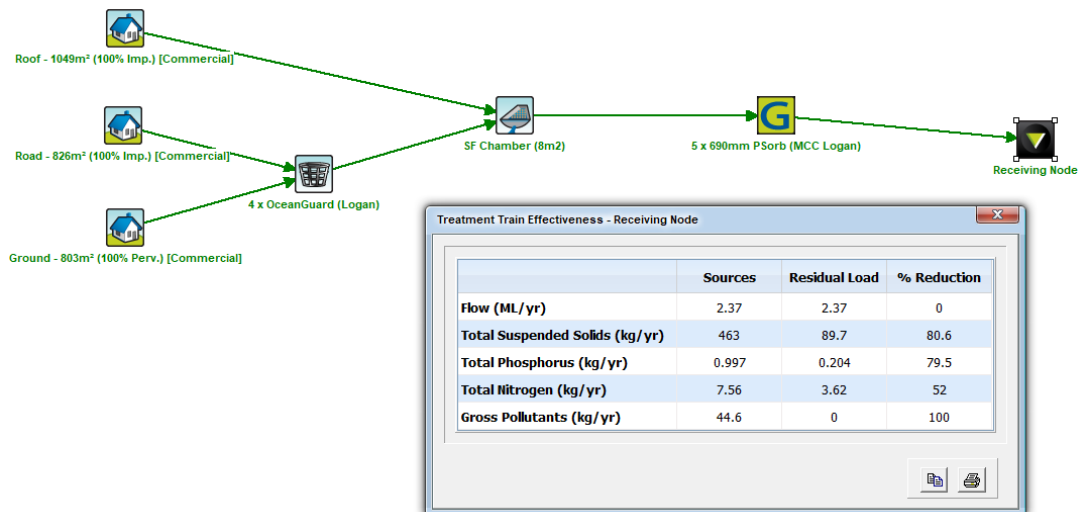 Roof - 1049m² (100% Imp.) [Commercial]
Road - 826m² (100% Imp.) [Commercial]
4 x OceanGuard (Logan)
Ground - 803m² (100% Perv.) [Commercial]
SF Chamber (8m2)
G
5 x 690mm PSorb (MCC Logan)
Receiving Node
Treatment Train Effectiveness - Receiving Node
Sources Residual Load % Reduction
Flow (ML/yr) 2.37 2.37 0
Total Suspended Solids (kg/yr) 463 89.7 80.6
Total Phosphorus (kg/yr) 0.997 0.204 79.5
Total Nitrogen (kg/yr) 7.56 3.62 52
Gross Pollutants (kg/yr) 44.6 0 100